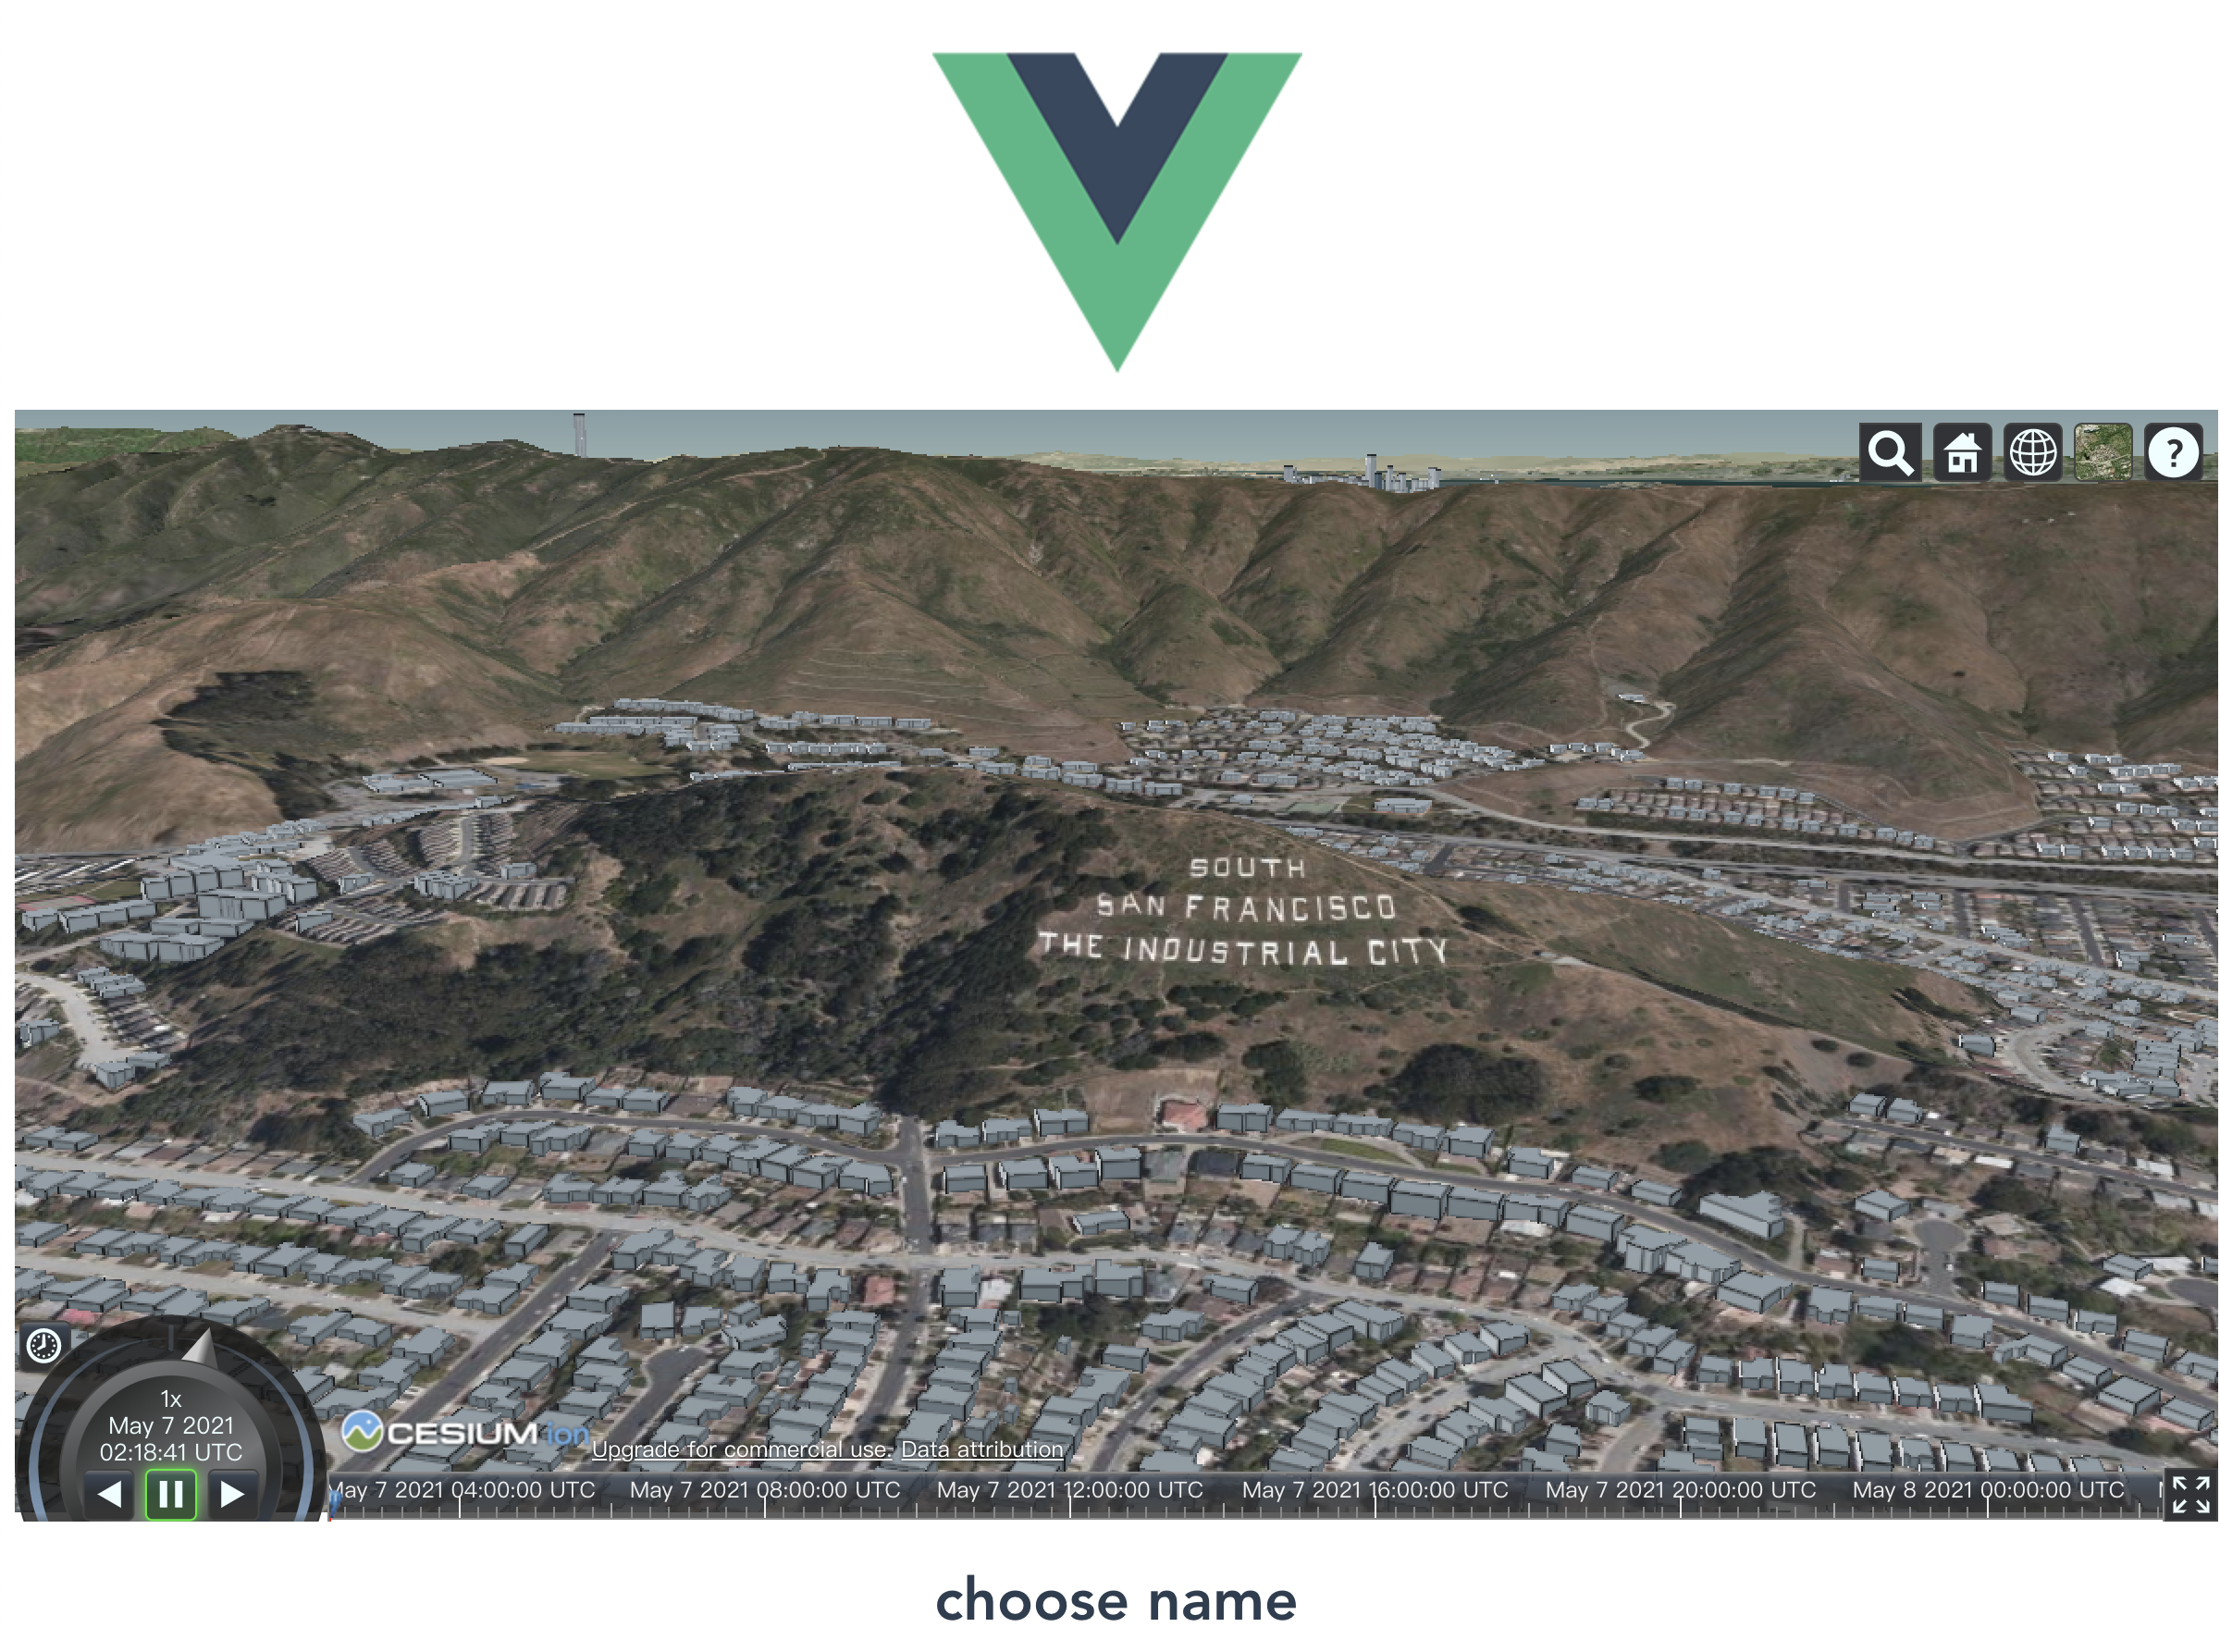 ?
SOUTH
SAN FRANCISCO
THE INDUSTRIAL CITY
1x
May 7 2021
02:18:41 UTC
CESIUM ion Upgrade for commercial use. Data attribution
May 7 2021 04:00:00 UTC May 7 2021 08:00:00 UTC May 7 2021 12:00:00 UTC May 7 2021 16:00:00 UTC May 7 2021 20:00:00 UTC May 8 2021 00:00:00 UTC
choose name